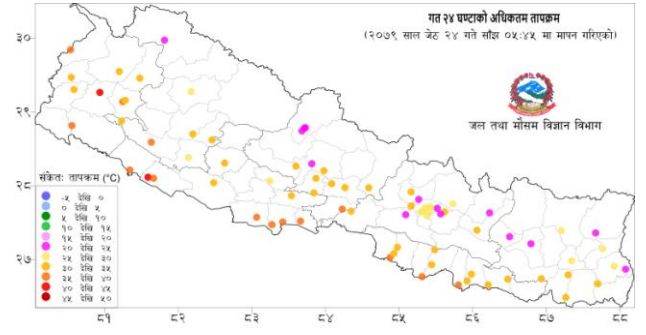 गत २४ घण्टाको अधिकतम तापक्रम
(२०७९ साल जेठ २४ गते साँझ ०५:४५ मा मापन गरिएको)
३०
२९
२८
२७
जल तथा मौसम विज्ञान विभाग
संकेत: तापक्रम (°C)
-५ देखि ०
० देखि ५
५ देखि १०
१० देखि १५
१५ देखि २०
२० देखि २५
२५ देखि ३०
३० देखि ३५
३५ देखि ४०
४० देखि ४५
४५ देखि ५०
८१ ८२ ८३ ८४ ८५ ८६ ८७ ८८